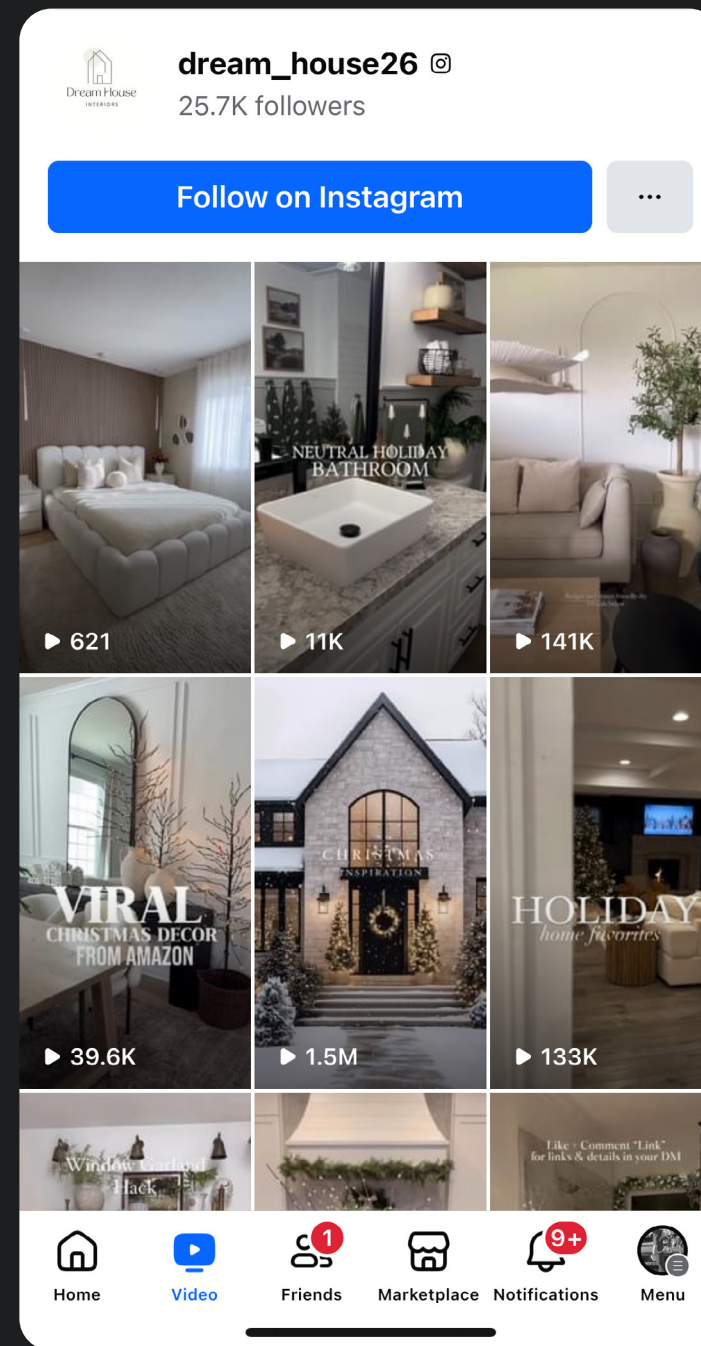 Dream House
INTERIORS
dream_house26
25.7K followers
Follow on Instagram
...
NEUTRAL HOLIDAY
BATHROOM
621
11K
141K
VIRAL
CHRISTMAS DECOR
FROM AMAZON
CHRISTMAS
INSPIRATION
HOLIDAY
home favorites
39.6K
1.5M
133K
Window Garland
Hack
Like + Comment "Link"
for links & details in your DM
1
9+
Home
Video
Friends
Marketplace
Notifications
Menu